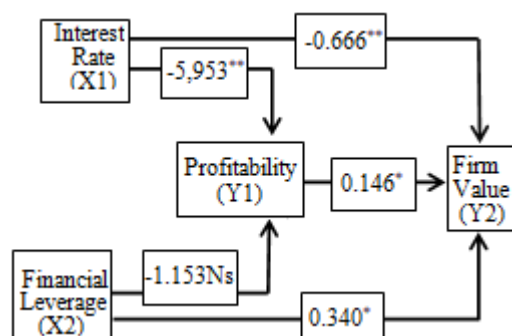 Interest
Rate
(X1)
-0.666**
-5,953**
Profitability
(Y1)
0.146*
Firm
Value
(Y2)
-1.153Ns
Financial
Leverage
(X2)
0.340*